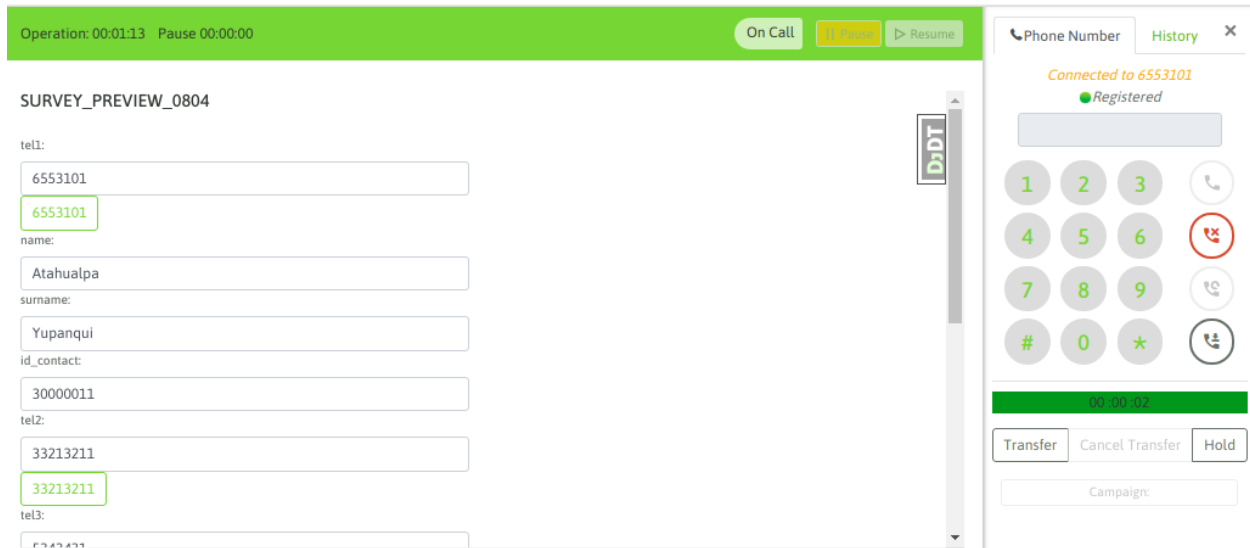 Operation: 00:01:13 Pause 00:00:00
On Call
Pause
Resume
SURVEY_PREVIEW_0804
tel1:
6553101
6553101
name:
Atahualpa
surname:
Yupanqui
id_contact:
30000011
tel2:
33213211
33213211
tel3:
DjDT
Phone Number
History
×
Connected to 6553101
Registered
1 2 3
4 5 6
7 8 9
# 0 *
00:00:02
Transfer
Cancel Transfer
Hold
Campaign: